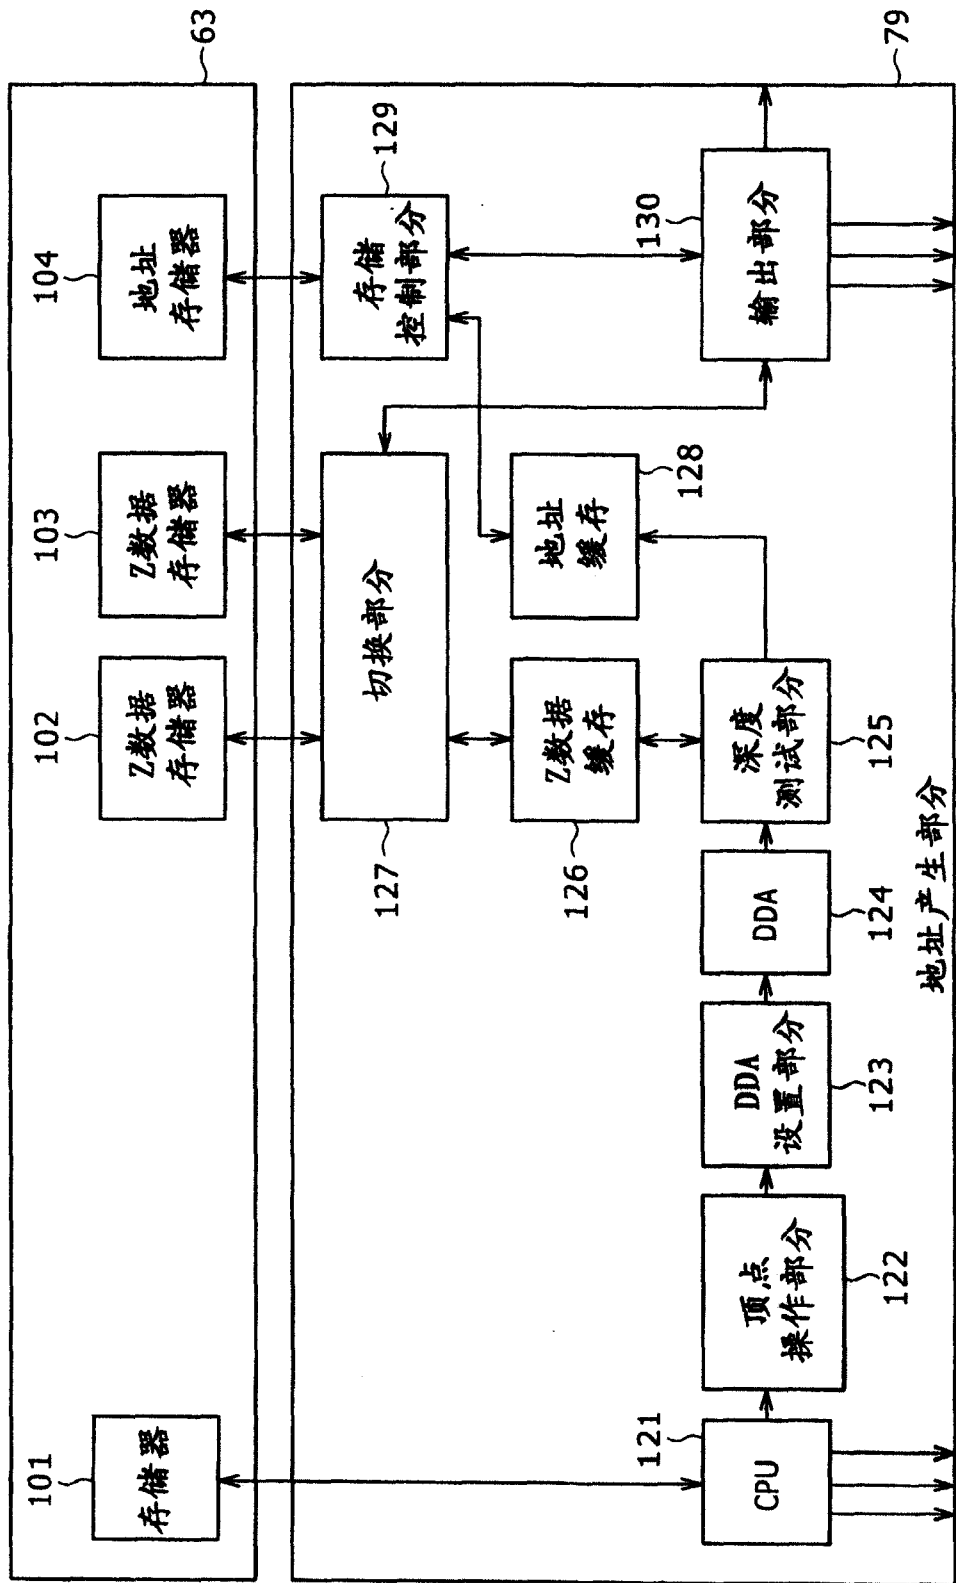 63
101
存储器
102
Z数据
存储器
103
Z数据
存储器
104
地址
存储器
127
切换部分
129
存储
控制部分
126
Z数据
缓存
128
地址
缓存
121
CPU
122
顶点
操作部分
123
DDA
设置部分
124
DDA
125
深度
测试部分
130
输出部分
地址产生部分
79